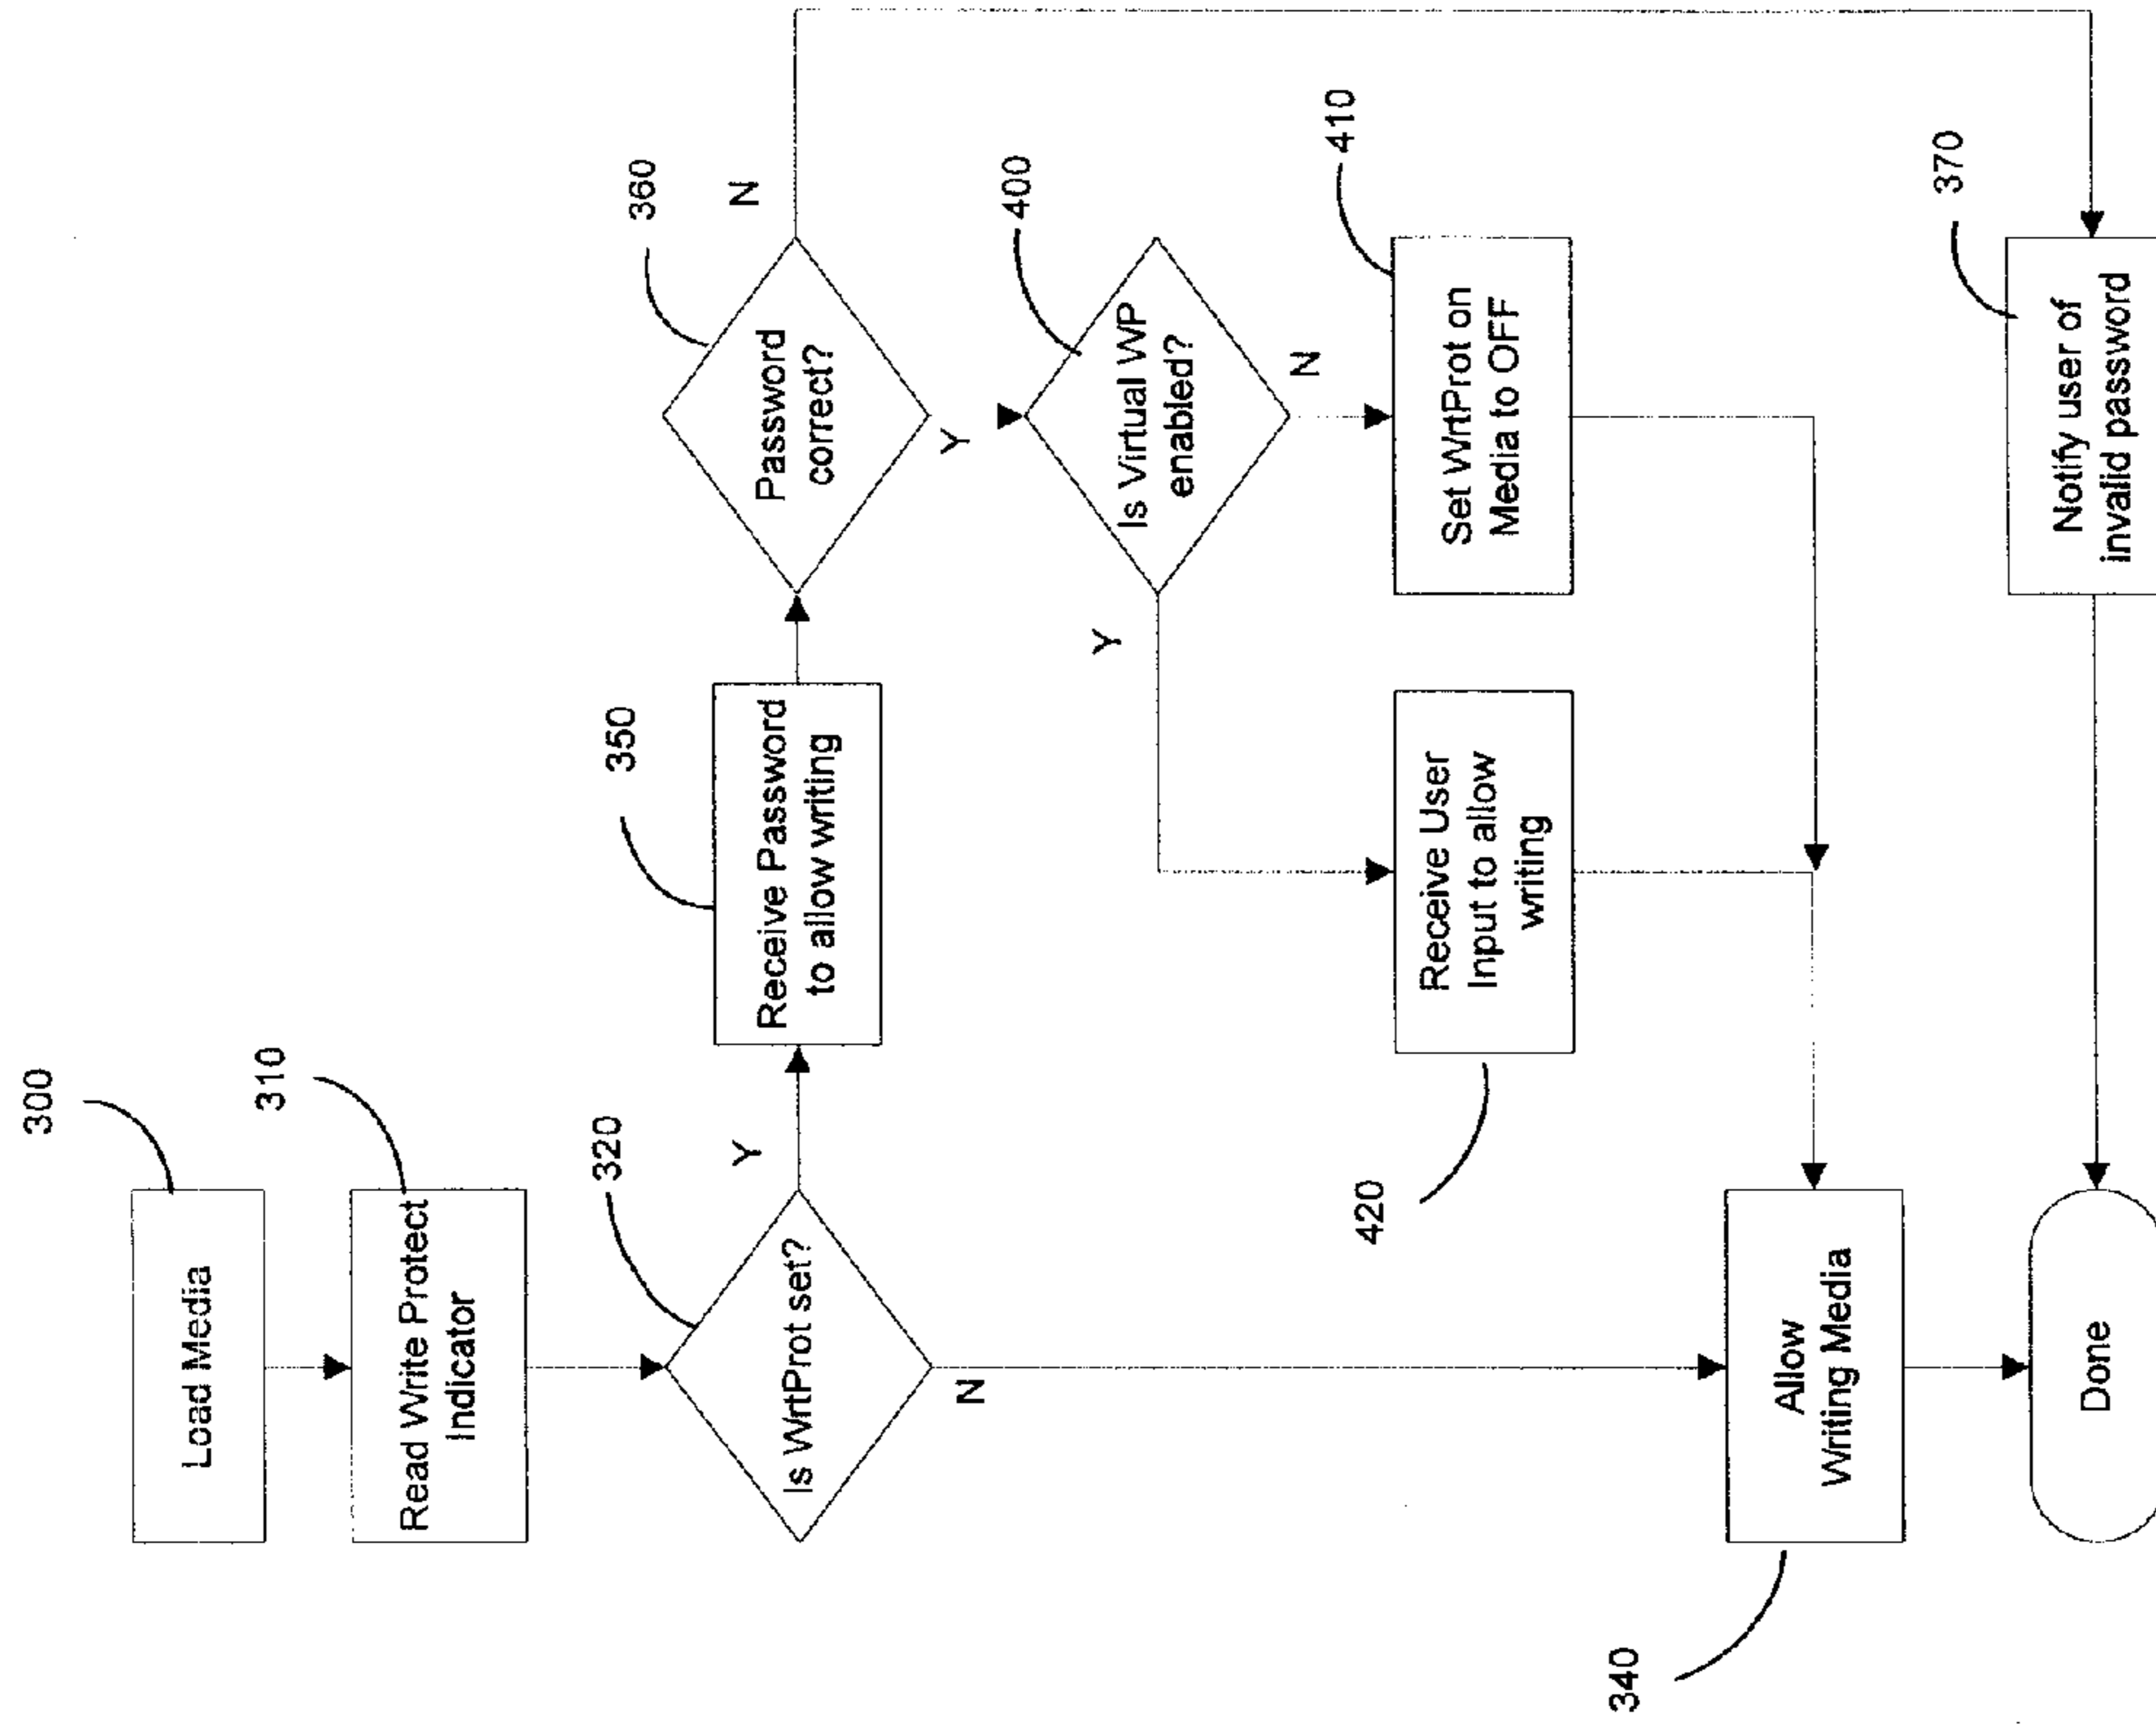 300
Load Media
310
Read Write Protect
Indicator
320
Is WrtProt set?
Y
N
350
Receive Password
to allow writing
360
Password
correct?
N
Y
400
Is Virtual WP
enabled?
Y
N
410
Set WrtProt on
Media to OFF
420
Receive User
Input to allow
writing
340
Allow
Writing Media
370
Notify user of
invalid password
Done